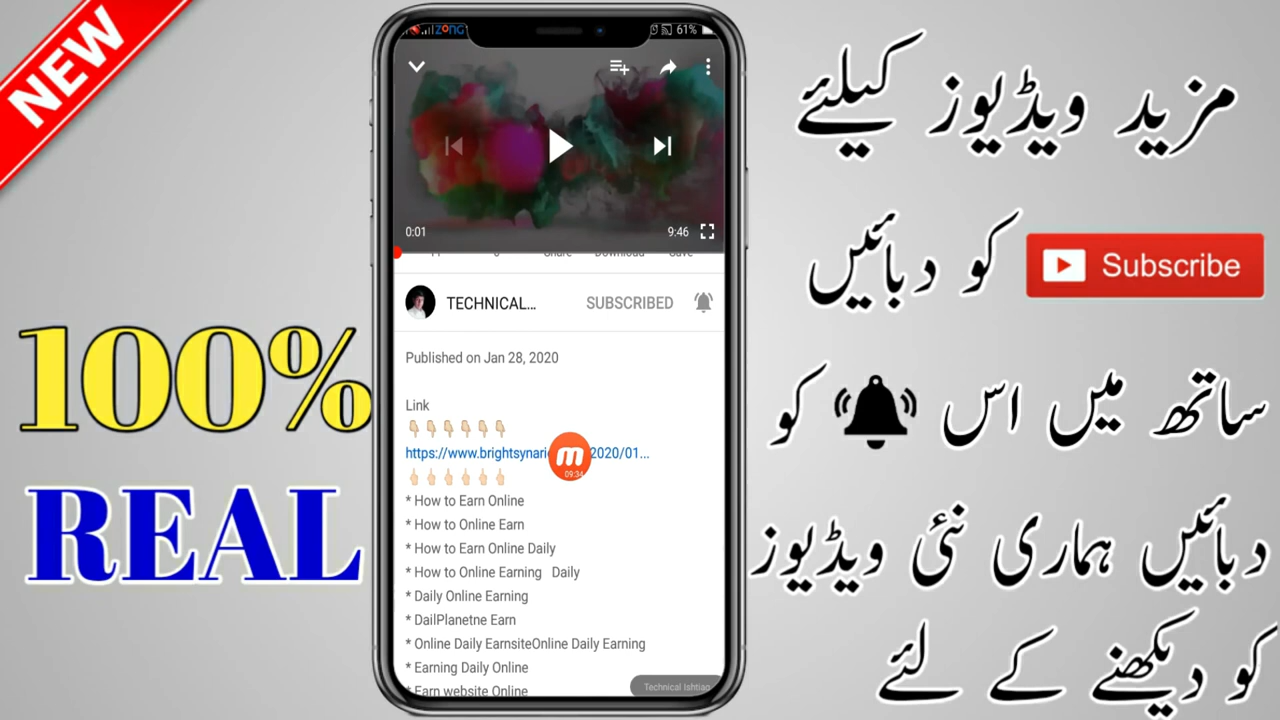 NEW
100%
REAL
ZONG
61%
0:01
9:46
Share
Download
Save
TECHNICAL...
SUBSCRIBED
Published on Jan 28, 2020
Link
https://www.brightsynari 2020/01...
09:34
* How to Earn Online
* How to Online Earn
* How to Earn Online Daily
* How to Online Earning Daily
* Daily Online Earning
* DailPlanetne Earn
* Online Daily EarnsiteOnline Daily Earning
* Earning Daily Online
* Earn website Online
Technical Ishtiaq
مزید ویڈیوز کیلئے
Subscribe کو دبائیں
ساتھ میں اس کو
دبائیں ہماری نئی ویڈیوز
کو دیکھنے کے لئے